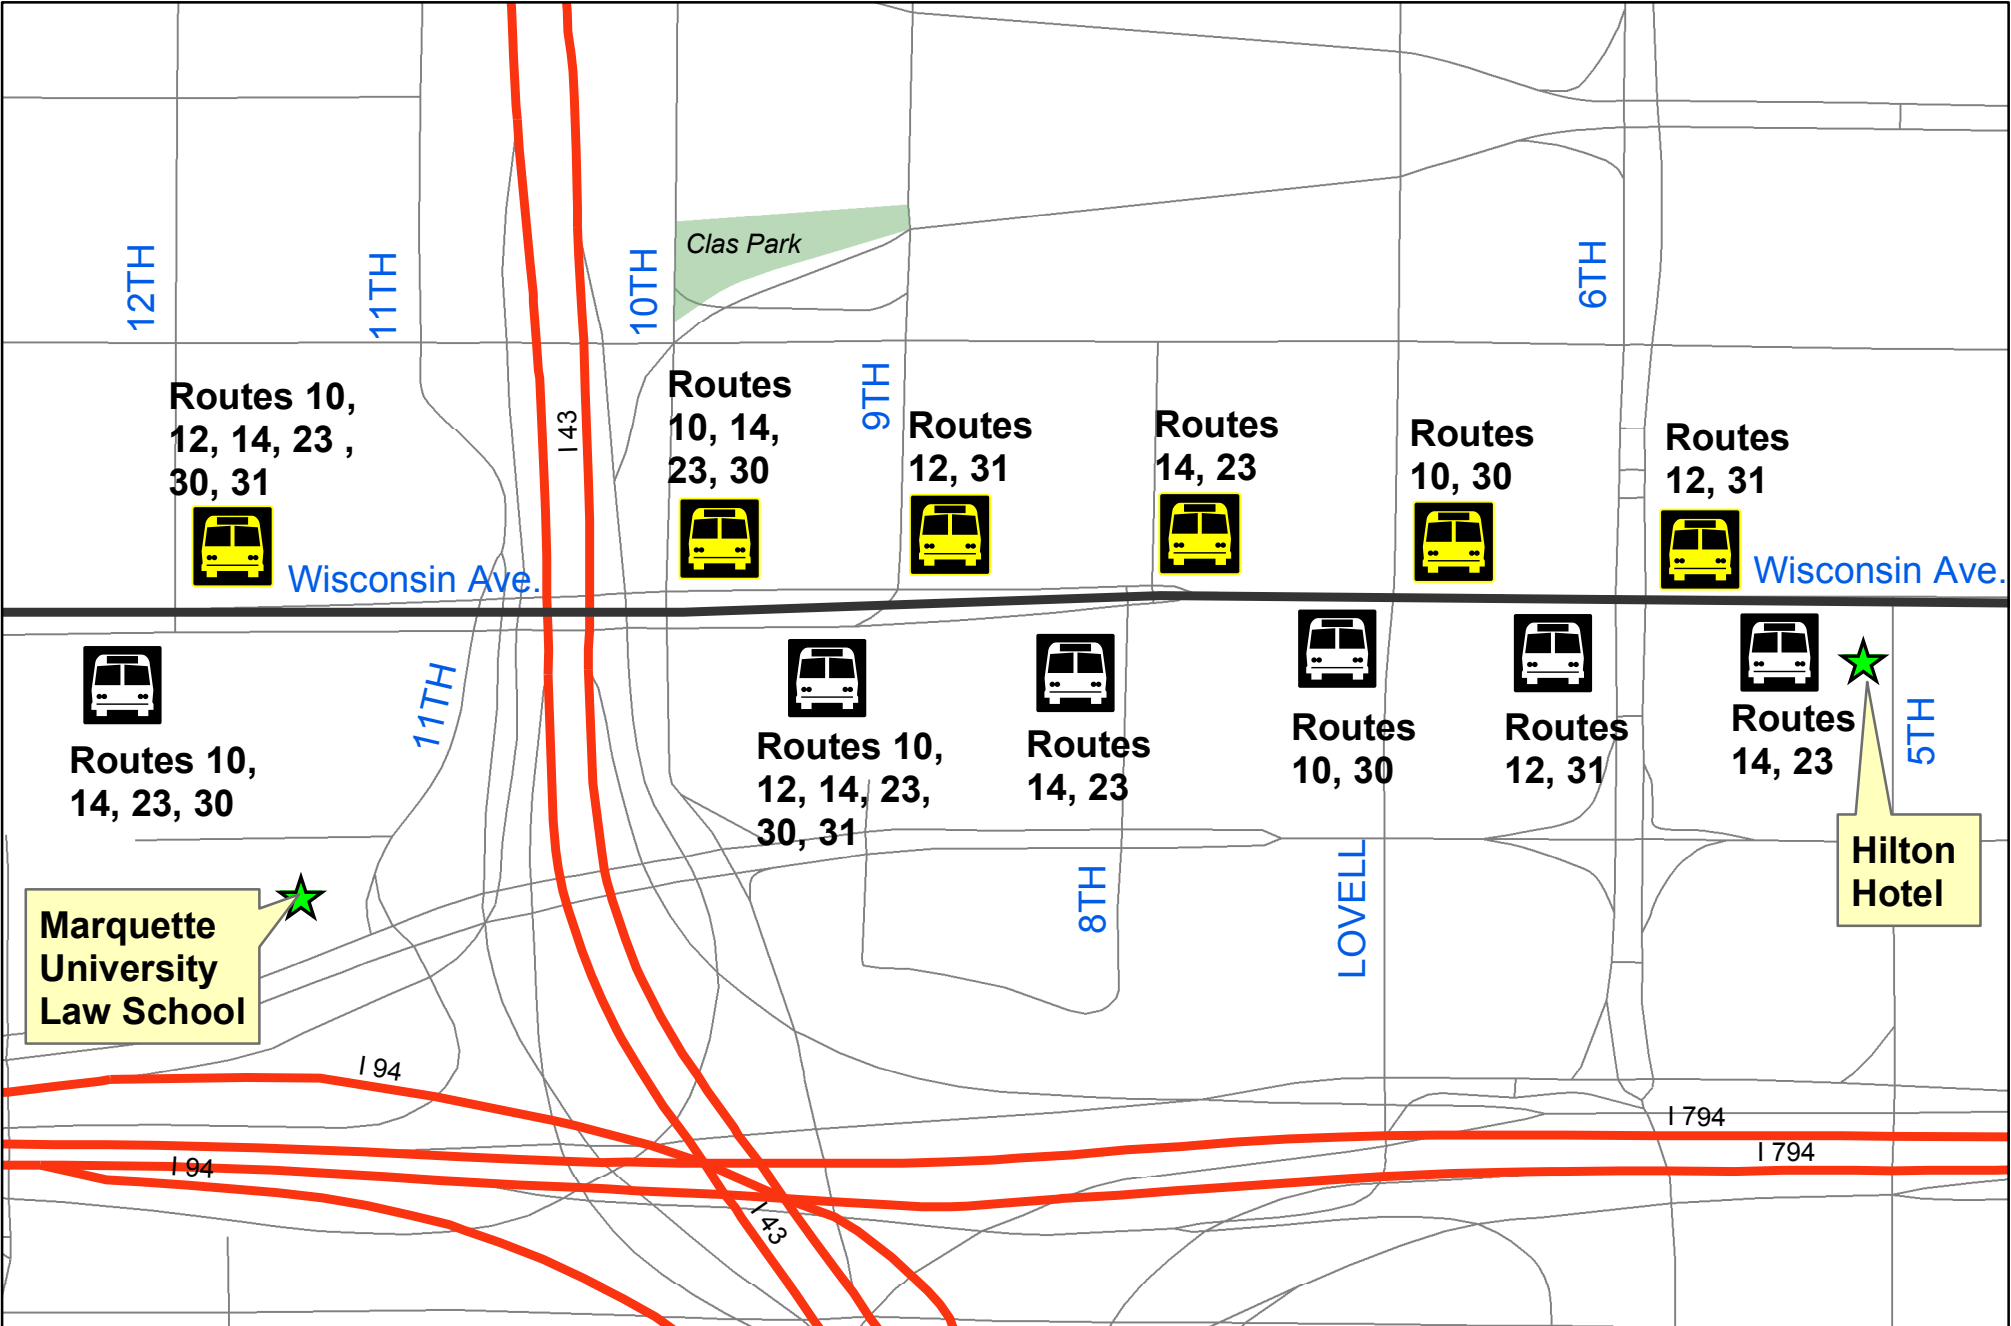 Clas Park
12TH
11TH
10TH
6TH
9TH
I 43
Routes 10,
12, 14, 23 ,
30, 31
Routes
10, 14,
23, 30
Routes
12, 31
Routes
14, 23
Routes
10, 30
Routes
12, 31
Wisconsin Ave.
Wisconsin Ave.
11TH
Routes 10,
14, 23, 30
Routes 10,
12, 14, 23,
30, 31
Routes
14, 23
Routes
10, 30
Routes
12, 31
Routes
14, 23
5TH
8TH
LOVELL
Hilton
Hotel
Marquette
University
Law School
I 94
I 794
I 794
I 94
I 43